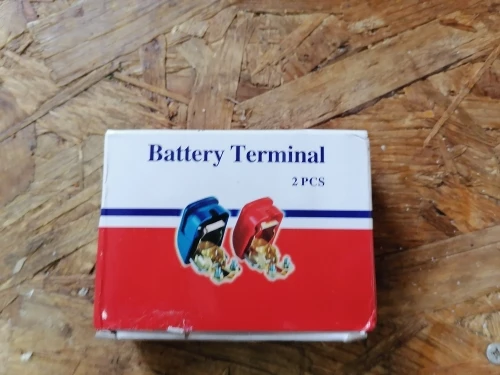 Battery Terminal
2 PCS